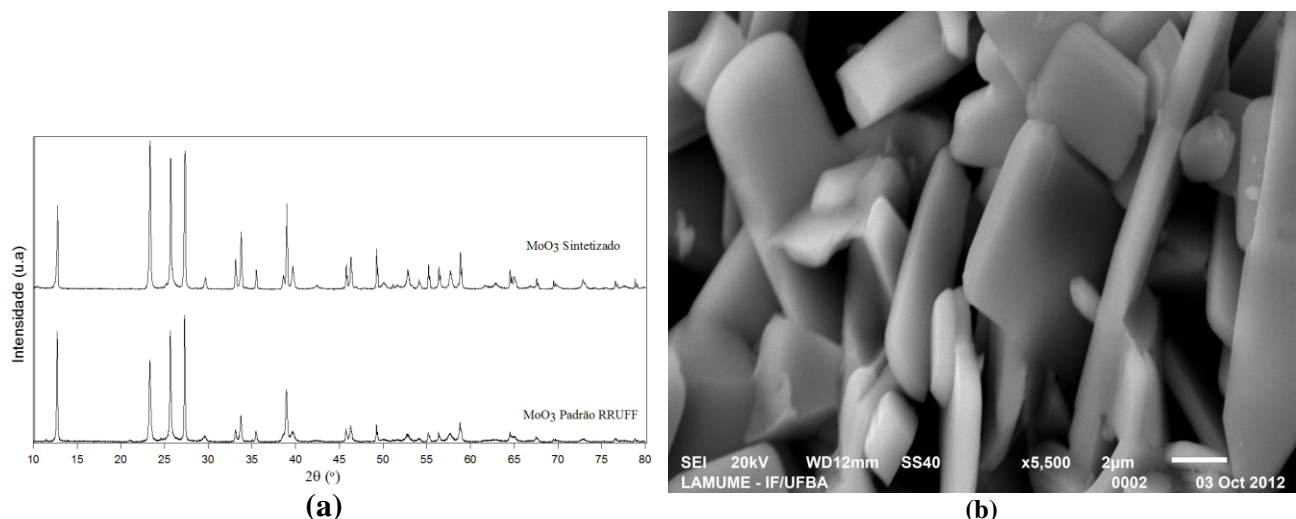 Intensidade (u.a)
MoO3 Sintetizado
MoO3 Padrão RRUFF
10 15 20 25 30 35 40 45 50 55 60 65 70 75 80
2θ (º)
(a)
SEI 20kV WD12mm SS40 x5,500 2µm
LAMUME - IF/UFBA 0002 03 Oct 2012
(b)